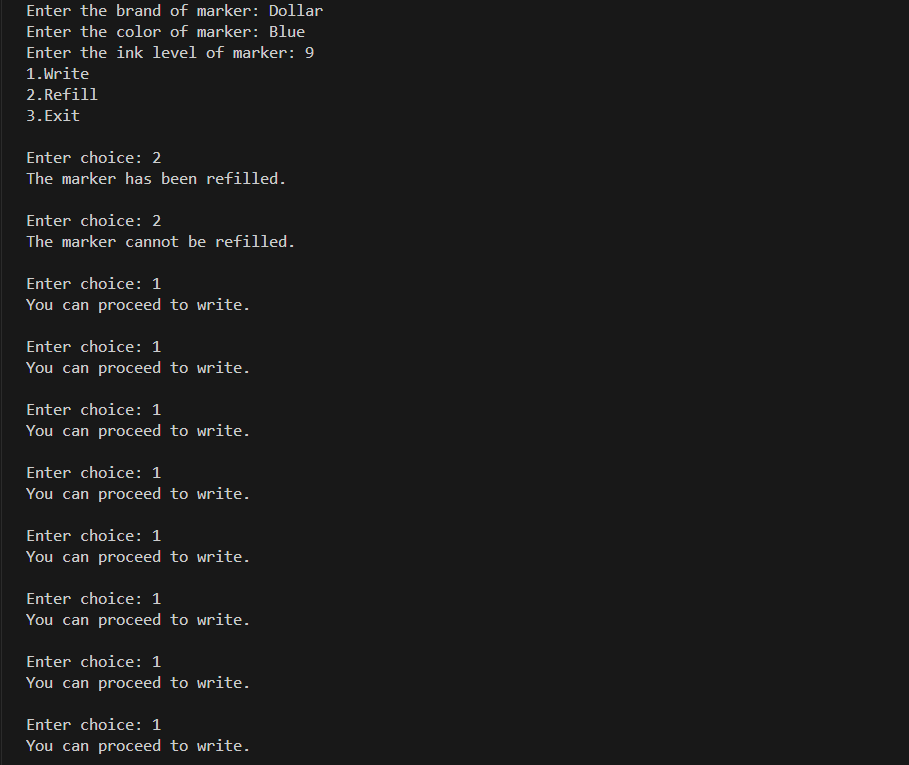 Enter the brand of marker: Dollar
Enter the color of marker: Blue
Enter the ink level of marker: 9
1.Write
2.Refill
3.Exit
Enter choice: 2
The marker has been refilled.
Enter choice: 2
The marker cannot be refilled.
Enter choice: 1
You can proceed to write.
Enter choice: 1
You can proceed to write.
Enter choice: 1
You can proceed to write.
Enter choice: 1
You can proceed to write.
Enter choice: 1
You can proceed to write.
Enter choice: 1
You can proceed to write.
Enter choice: 1
You can proceed to write.
Enter choice: 1
You can proceed to write.